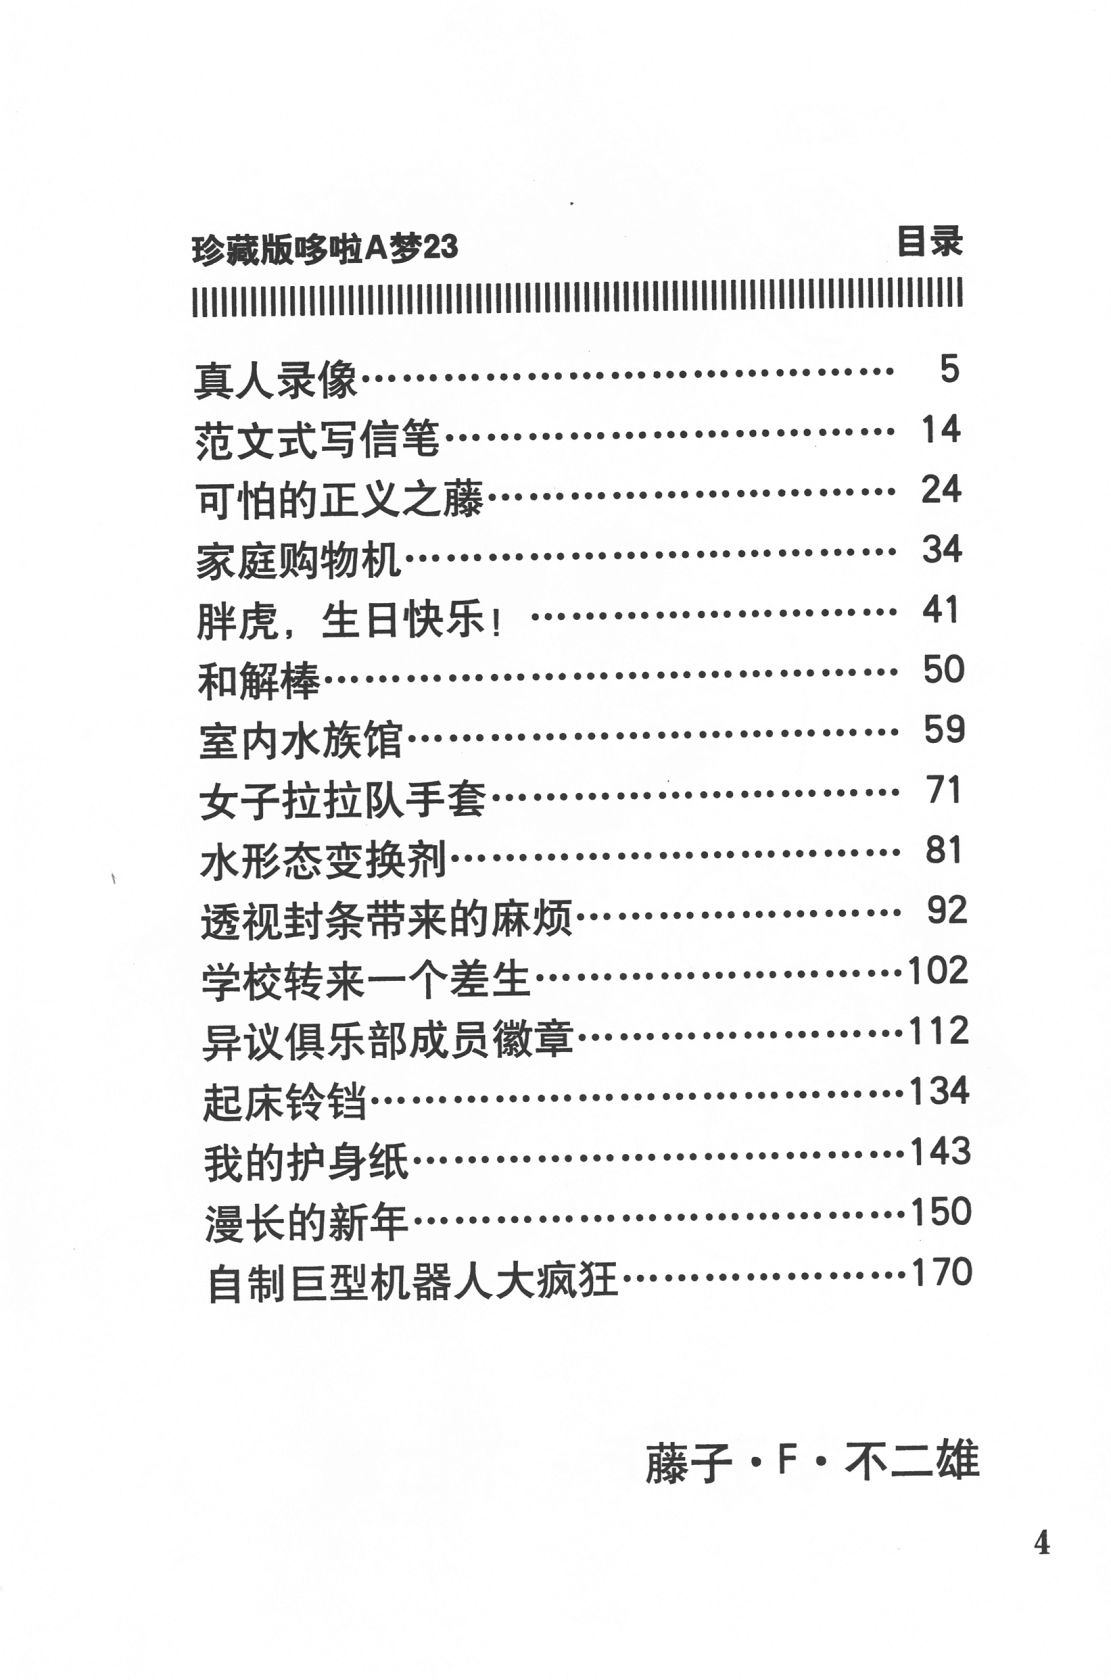 珍藏版哆啦A梦23 目录
真人录像…………………………………… 5
范文式写信笔……………………………… 14
可怕的正义之藤…………………………… 24
家庭购物机………………………………… 34
胖虎，生日快乐！ ………………………… 41
和解棒……………………………………… 50
室内水族馆………………………………… 59
女子拉拉队手套…………………………… 71
水形态变换剂……………………………… 81
透视封条带来的麻烦……………………… 92
学校转来一个差生…………………………102
异议俱乐部成员徽章………………………112
起床铃铛……………………………………134
我的护身纸…………………………………143
漫长的新年…………………………………150
自制巨型机器人大疯狂……………………170
藤子・F・不二雄
4